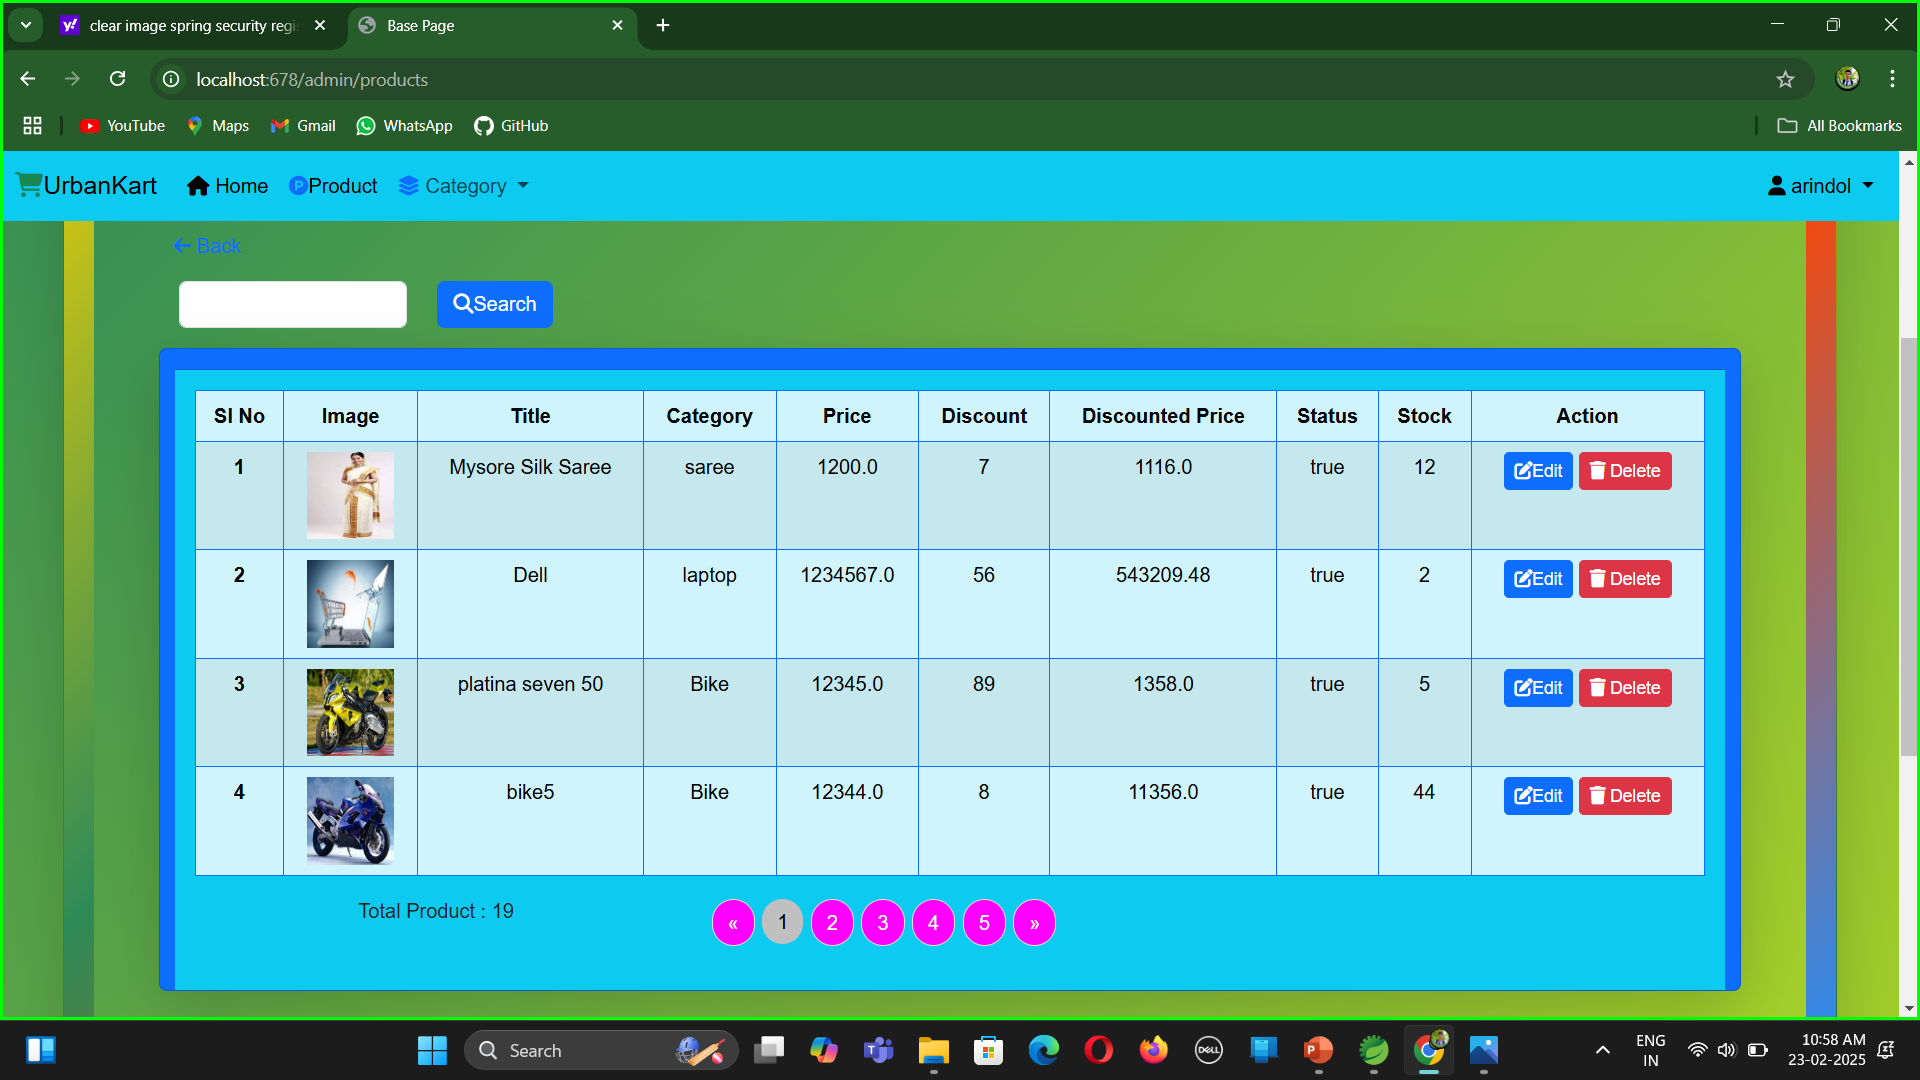 clear image spring security regi
Base Page
localhost:678/admin/products
YouTube Maps Gmail WhatsApp GitHub All Bookmarks
UrbanKart Home Product Category arindol
Back
Search
Sl No Image Title Category Price Discount Discounted Price Status Stock Action
1 Mysore Silk Saree saree 1200.0 7 1116.0 true 12 Edit Delete
2 Dell laptop 1234567.0 56 543209.48 true 2 Edit Delete
3 platina seven 50 Bike 12345.0 89 1358.0 true 5 Edit Delete
4 bike5 Bike 12344.0 8 11356.0 true 44 Edit Delete
Total Product : 19 « 1 2 3 4 5 »
Search
ENG
IN
10:58 AM
23-02-2025